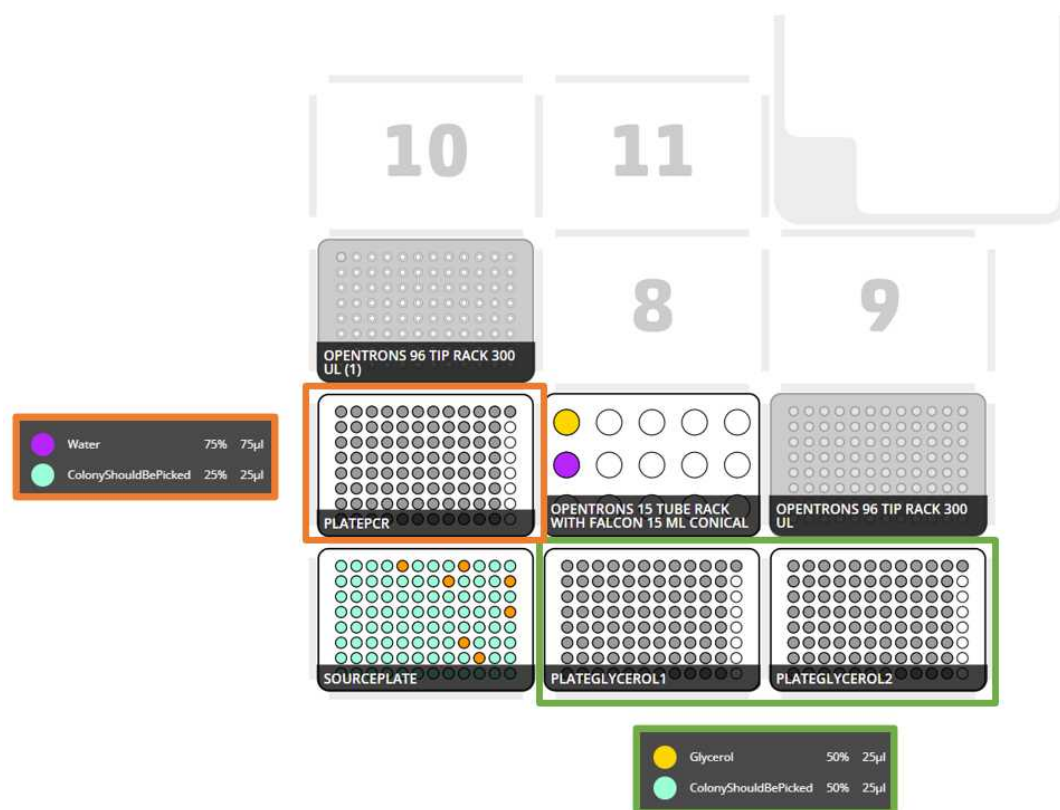 10
11
8
9
OPENTRONS 96 TIP RACK 300
UL (1)
Water 75% 75µl
ColonyShouldBePicked 25% 25µl
PLATEPCR
OPENTRONS 15 TUBE RACK
WITH FALCON 15 ML CONICAL
OPENTRONS 96 TIP RACK 300
UL
SOURCEPLATE
PLATEGLYCEROL1
PLATEGLYCEROL2
Glycerol 50% 25µl
ColonyShouldBePicked 50% 25µl